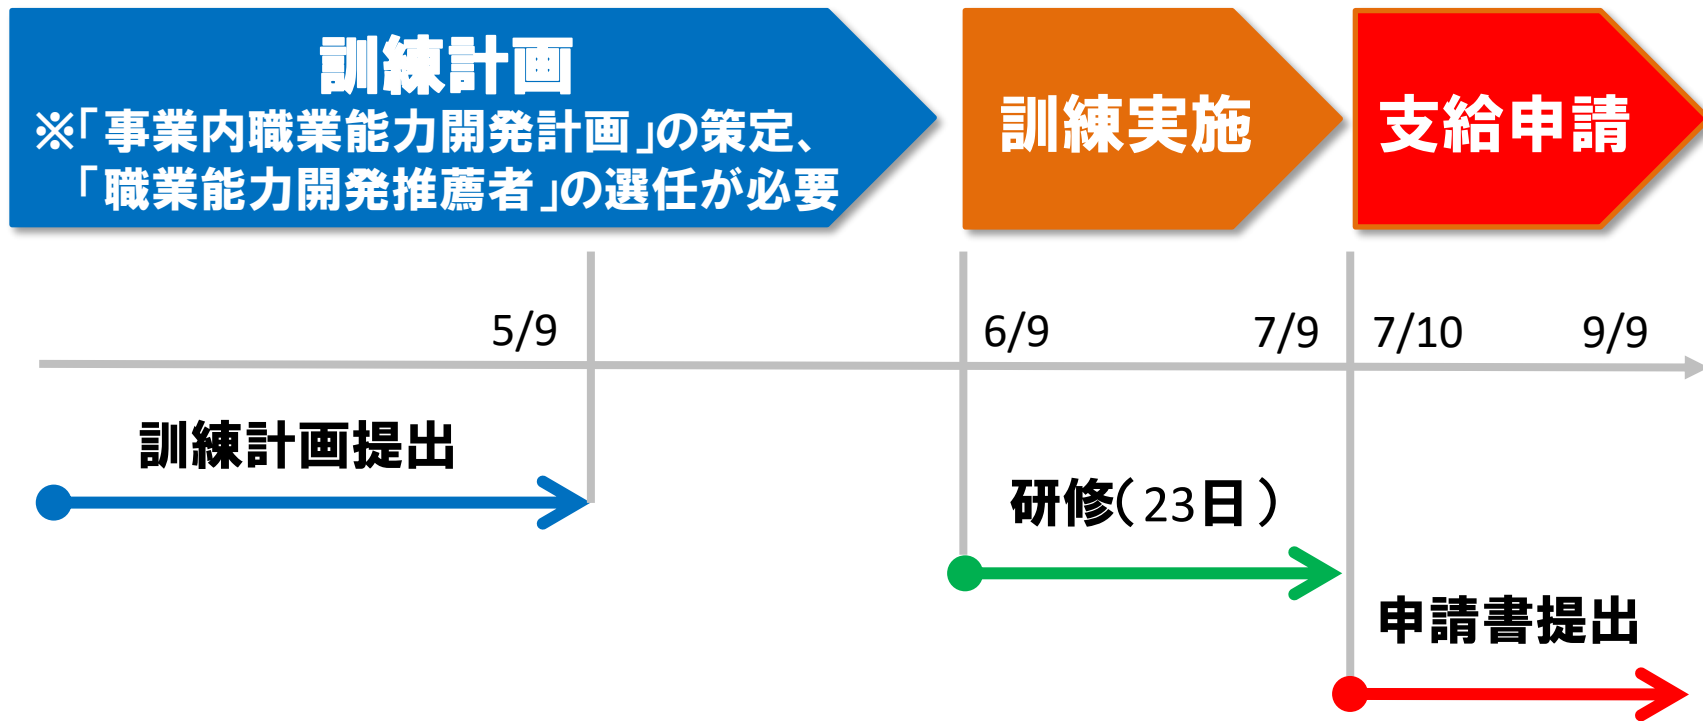 訓練計画
※「事業内職業能力開発計画」の策定、
「職業能力開発推薦者」の選任が必要
訓練実施
支給申請
5/9
6/9
7/9
7/10
9/9
訓練計画提出
研修(23日)
申請書提出